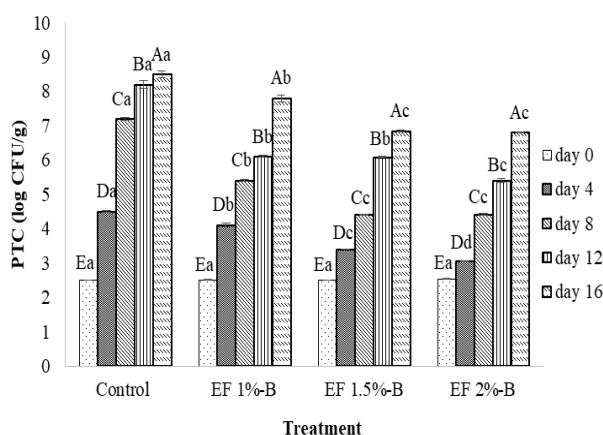 PTC (log CFU/g)
10
9
8
7
6
5
4
3
2
1
0
Ea Da Ca Ba Aa
Ea Db Cb Bb Ab
Ea Dc Cc Bb Ac
Ea Dd Cc Bc Ac
Control EF 1%-B EF 1.5%-B EF 2%-B
Treatment
day 0
day 4
day 8
day 12
day 16